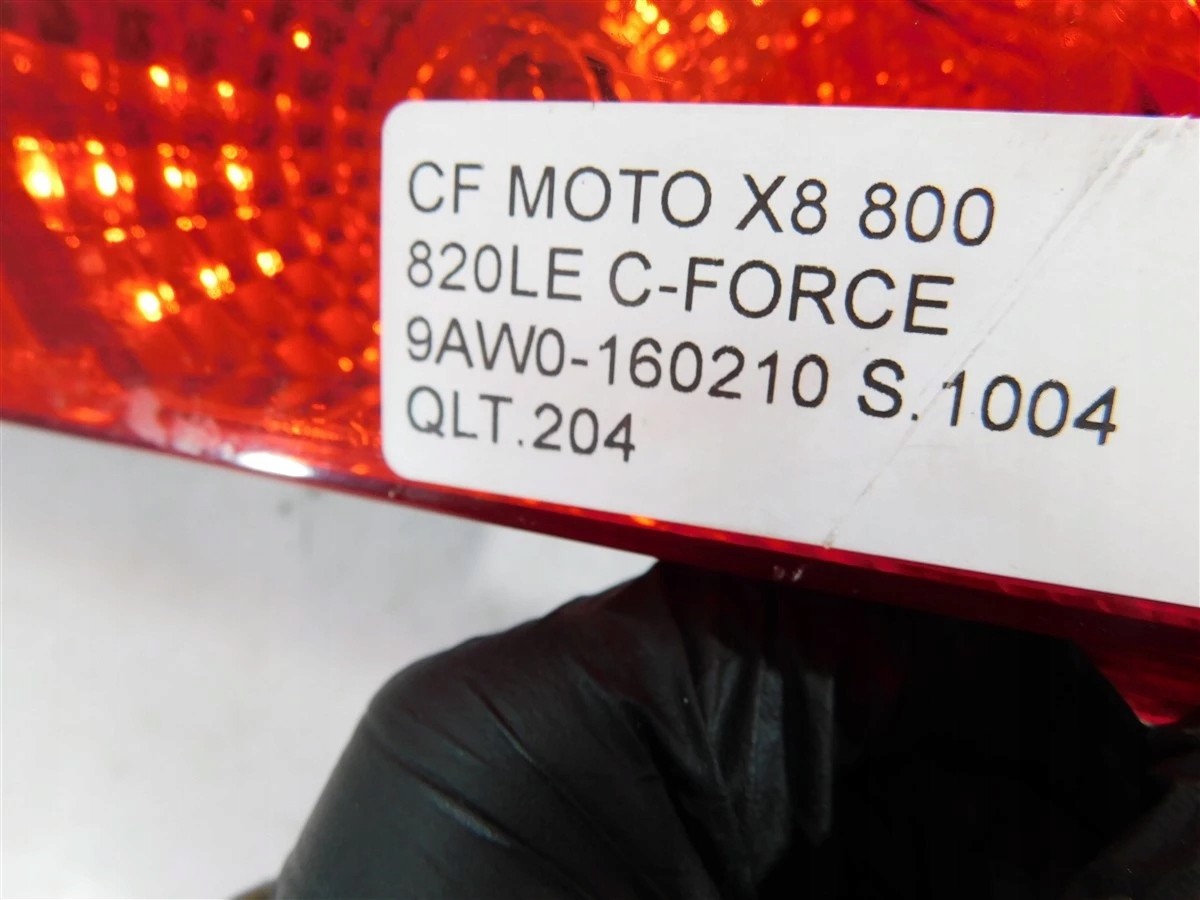 CF MOTO X8 800
820LE C-FORCE
9AW0-160210 S.1004
QLT.204